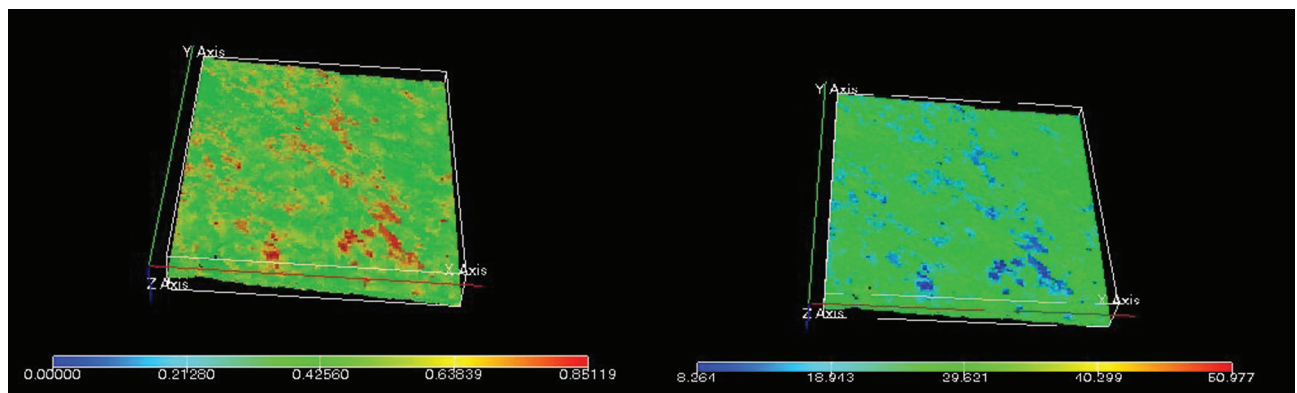 Y Axis
X Axis
Z Axis
0.00000 0.21280 0.42560 0.63839 0.85119
Y Axis
X Axis
Z Axis
8.264 18.943 29.621 40.299 50.977